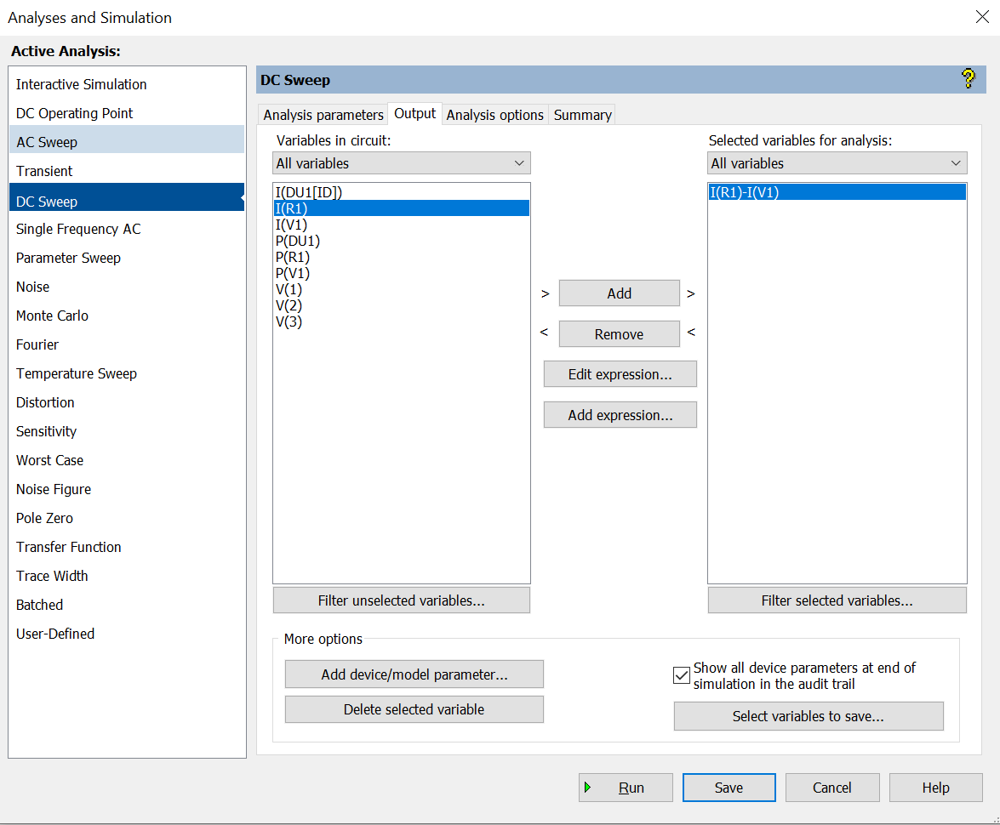 Analyses and Simulation
Active Analysis:
Interactive Simulation
DC Operating Point
AC Sweep
Transient
DC Sweep
Single Frequency AC
Parameter Sweep
Noise
Monte Carlo
Fourier
Temperature Sweep
Distortion
Sensitivity
Worst Case
Noise Figure
Pole Zero
Transfer Function
Trace Width
Batched
User-Defined
DC Sweep
?
Analysis parameters Output Analysis options Summary
Variables in circuit:
All variables
I(DU1[ID])
I(R1)
I(V1)
P(DU1)
P(R1)
P(V1)
V(1)
V(2)
V(3)
Filter unselected variables...
> Add >
< Remove <
Edit expression...
Add expression...
Selected variables for analysis:
All variables
I(R1)-I(V1)
Filter selected variables...
More options
Add device/model parameter...
Delete selected variable
Show all device parameters at end of
simulation in the audit trail
Select variables to save...
Run Save Cancel Help